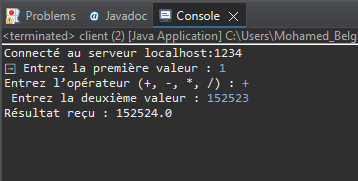 Problems @ Javadoc Console
<terminated> client (2) [Java Application] C:\Users\Mohamed_Belg
Connecté au serveur localhost:1234
Entrez la première valeur : 1
Entrez l’opérateur (+, -, *, /) : +
Entrez la deuxième valeur : 152523
Résultat reçu : 152524.0